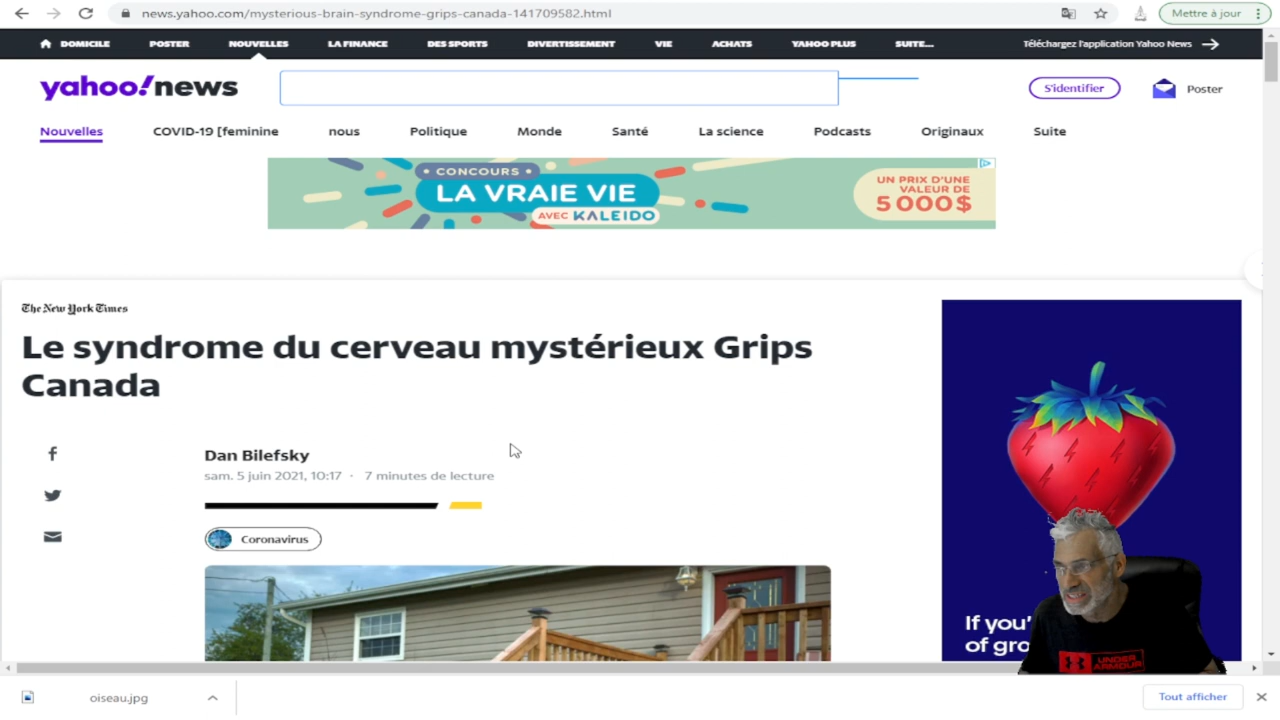 news.yahoo.com/mysterious-brain-syndrome-grips-canada-141709582.html
Mettre à jour
DOMICILE POSTER NOUVELLES LA FINANCE DES SPORTS DIVERTISSEMENT VIE ACHATS YAHOO PLUS SUITE... Téléchargez l'application Yahoo News
yahoo!news
S'identifier
Poster
Nouvelles COVID-19 [feminine nous Politique Monde Santé La science Podcasts Originaux Suite
• CONCOURS •
LA VRAIE VIE
AVEC KALEIDO
UN PRIX D'UNE
VALEUR DE
5 000 $
The New York Times
Le syndrome du cerveau mystérieux Grips
Canada
Dan Bilefsky
sam. 5 juin 2021, 10:17 · 7 minutes de lecture
Coronavirus
If you'
of gro
UNDER
ARMOUR
oiseau.jpg
Tout afficher